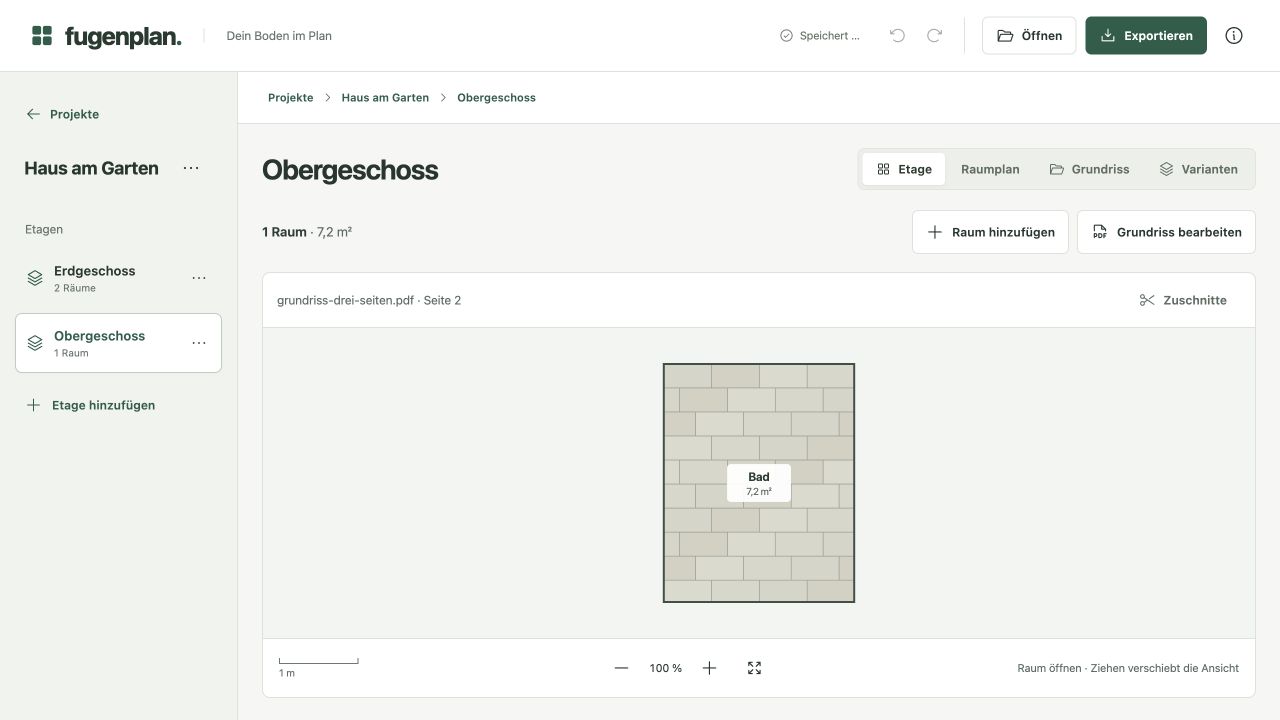 fugenplan.
Dein Boden im Plan
Speichert ...
Öffnen
Exportieren
Projekte
Haus am Garten
Etagen
Erdgeschoss
2 Räume
Obergeschoss
1 Raum
Etage hinzufügen
Projekte > Haus am Garten > Obergeschoss
Obergeschoss
Etage
Raumplan
Grundriss
Varianten
1 Raum · 7,2 m²
Raum hinzufügen
PDF
Grundriss bearbeiten
grundriss-drei-seiten.pdf · Seite 2
Zuschnitte
Bad
7,2 m²
1 m
100 %
Raum öffnen · Ziehen verschiebt die Ansicht